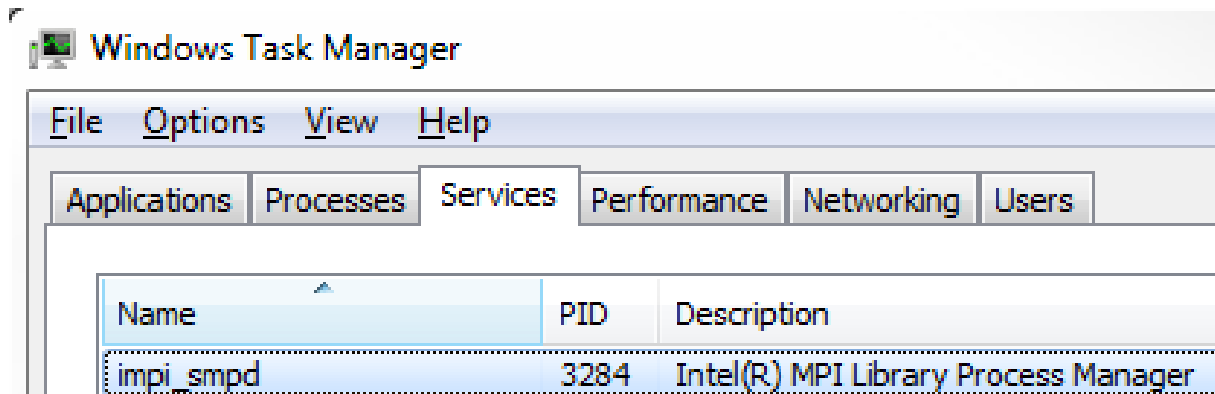 Windows Task Manager
File Options View Help
Applications Processes Services Performance Networking Users
Name PID Description
impi_smpd 3284 Intel(R) MPI Library Process Manager